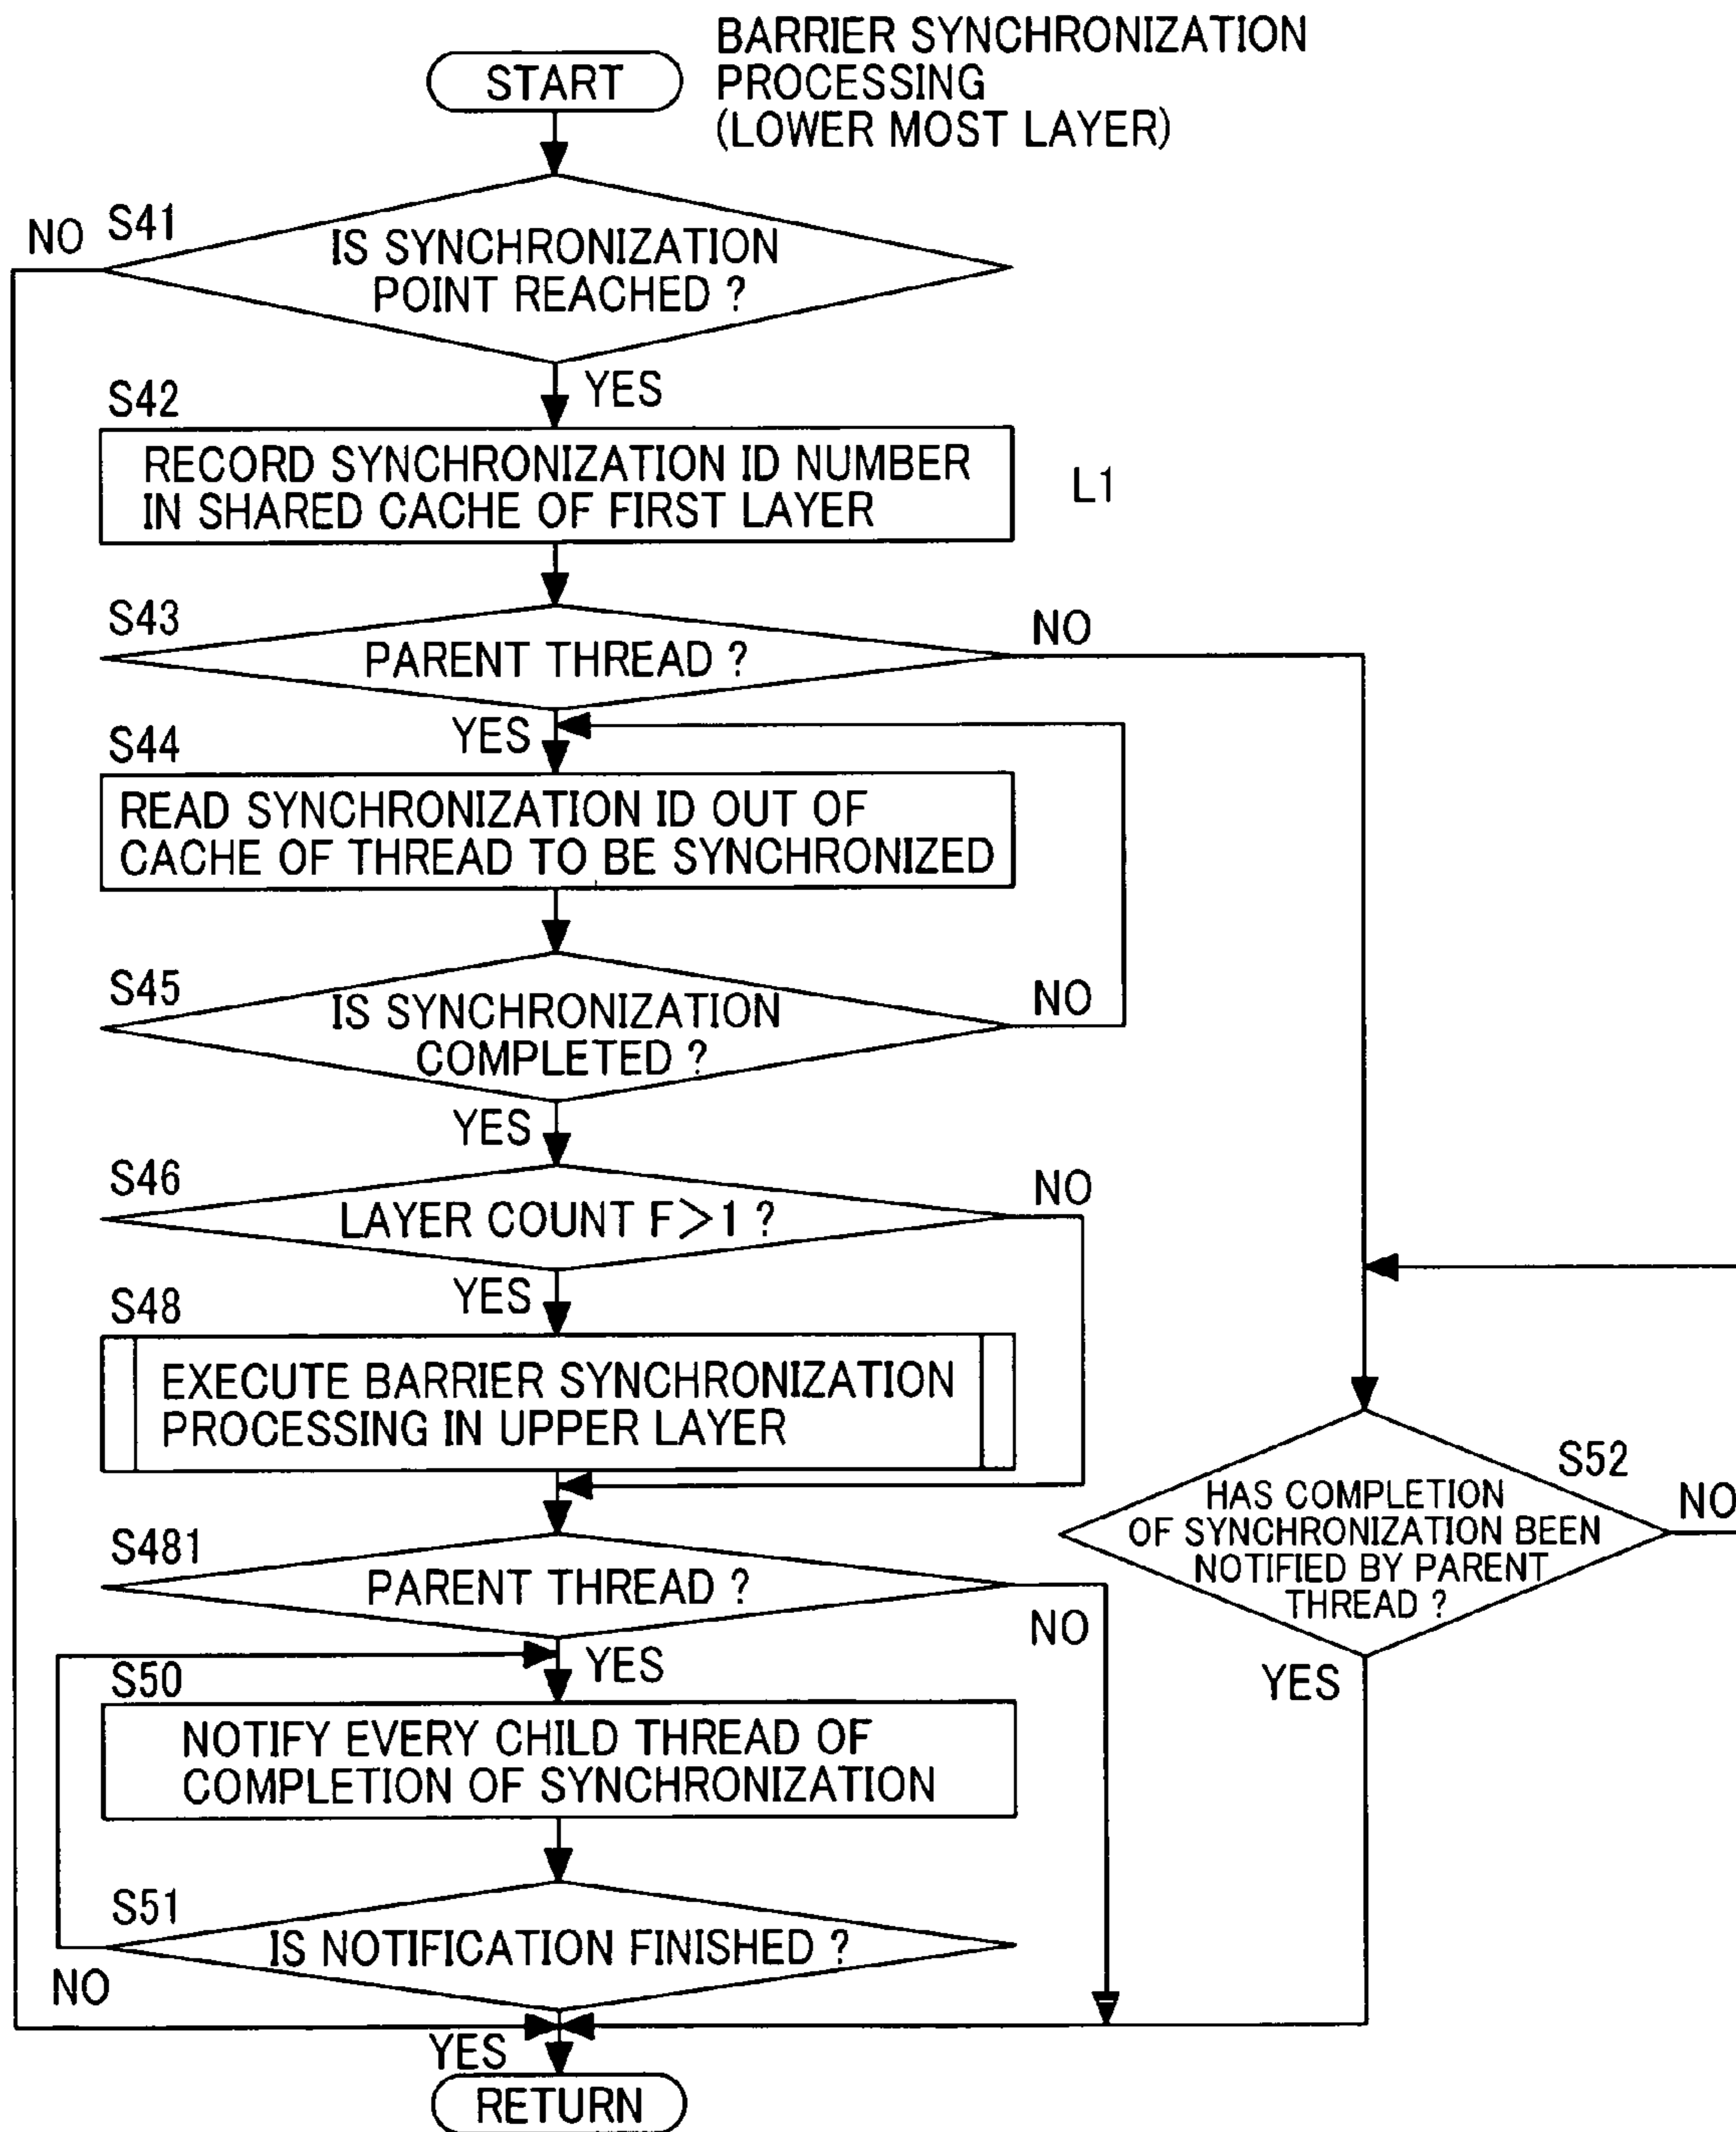 BARRIER SYNCHRONIZATION
PROCESSING
(LOWER MOST LAYER)
START
NO
S41
IS SYNCHRONIZATION
POINT REACHED ?
YES
S42
RECORD SYNCHRONIZATION ID NUMBER
IN SHARED CACHE OF FIRST LAYER
L1
S43
PARENT THREAD ?
NO
YES
S44
READ SYNCHRONIZATION ID OUT OF
CACHE OF THREAD TO BE SYNCHRONIZED
S45
IS SYNCHRONIZATION
COMPLETED ?
NO
YES
S46
LAYER COUNT F>1 ?
NO
YES
S48
EXECUTE BARRIER SYNCHRONIZATION
PROCESSING IN UPPER LAYER
S52
HAS COMPLETION
OF SYNCHRONIZATION BEEN
NOTIFIED BY PARENT
THREAD ?
NO
YES
S481
PARENT THREAD ?
NO
YES
S50
NOTIFY EVERY CHILD THREAD OF
COMPLETION OF SYNCHRONIZATION
S51
IS NOTIFICATION FINISHED ?
NO
YES
RETURN